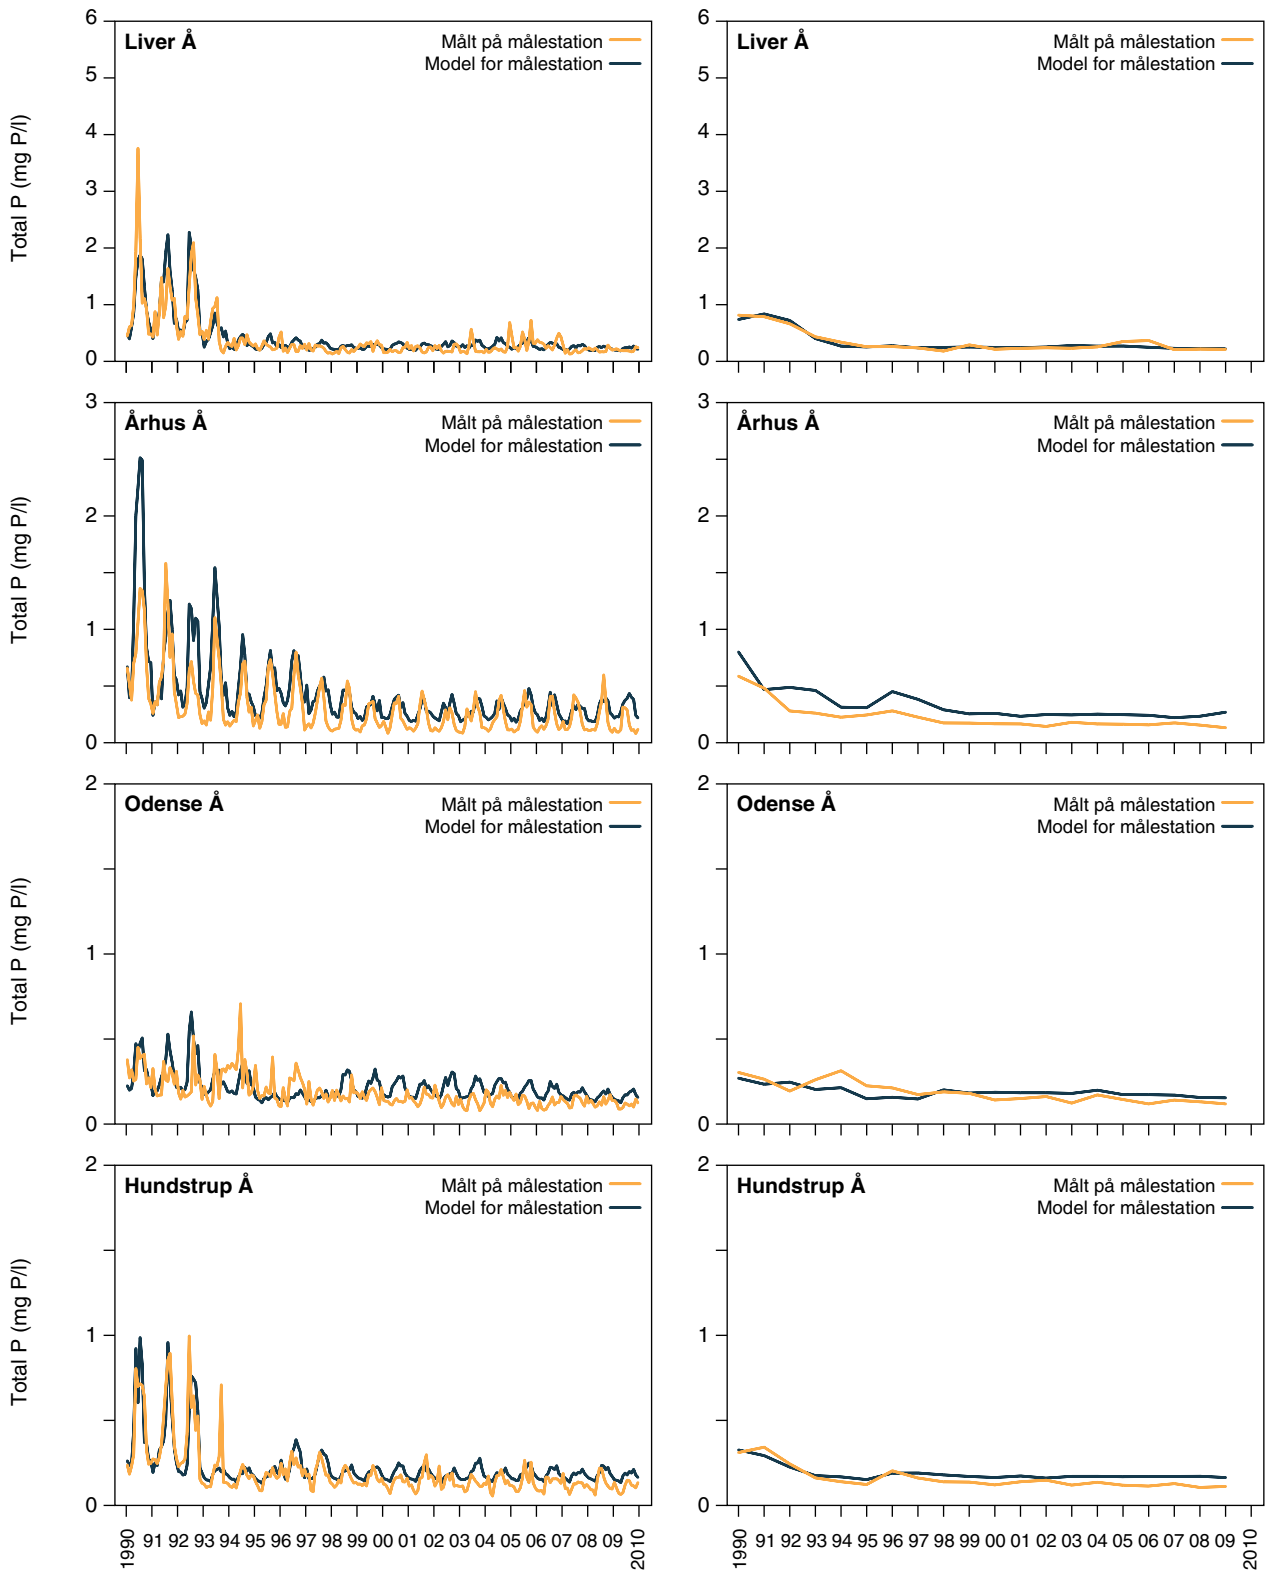 Total P (mg P/l)
6
5
4
3
2
1
0
Liver Å
Målt på målestation
Model for målestation
6
5
4
3
2
1
0
Liver Å
Målt på målestation
Model for målestation
Total P (mg P/l)
3
2
1
0
Århus Å
Målt på målestation
Model for målestation
3
2
1
0
Århus Å
Målt på målestation
Model for målestation
Total P (mg P/l)
2
1
0
Odense Å
Målt på målestation
Model for målestation
2
1
0
Odense Å
Målt på målestation
Model for målestation
Total P (mg P/l)
2
1
0
Hundstrup Å
Målt på målestation
Model for målestation
1990 91 92 93 94 95 96 97 98 99 00 01 02 03 04 05 06 07 08 09 2010
2
1
0
Hundstrup Å
Målt på målestation
Model for målestation
1990 91 92 93 94 95 96 97 98 99 00 01 02 03 04 05 06 07 08 09 2010